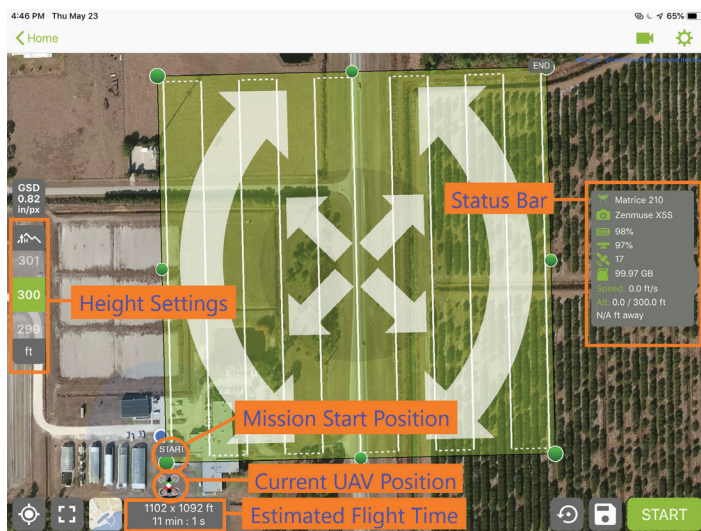 4:46 PM Thu May 23
65%
Home
END
GSD
0.82
in/px
301
300
299
ft
Height Settings
Status Bar
Matrice 210
Zenmuse X5S
98%
97%
17
99.97 GB
Speed: 0.0 ft/s
Alt: 0.0 / 300.0 ft
N/A ft away
Mission Start Position
START
Current UAV Position
1102 x 1092 ft
11 min : 1 s
Estimated Flight Time
START